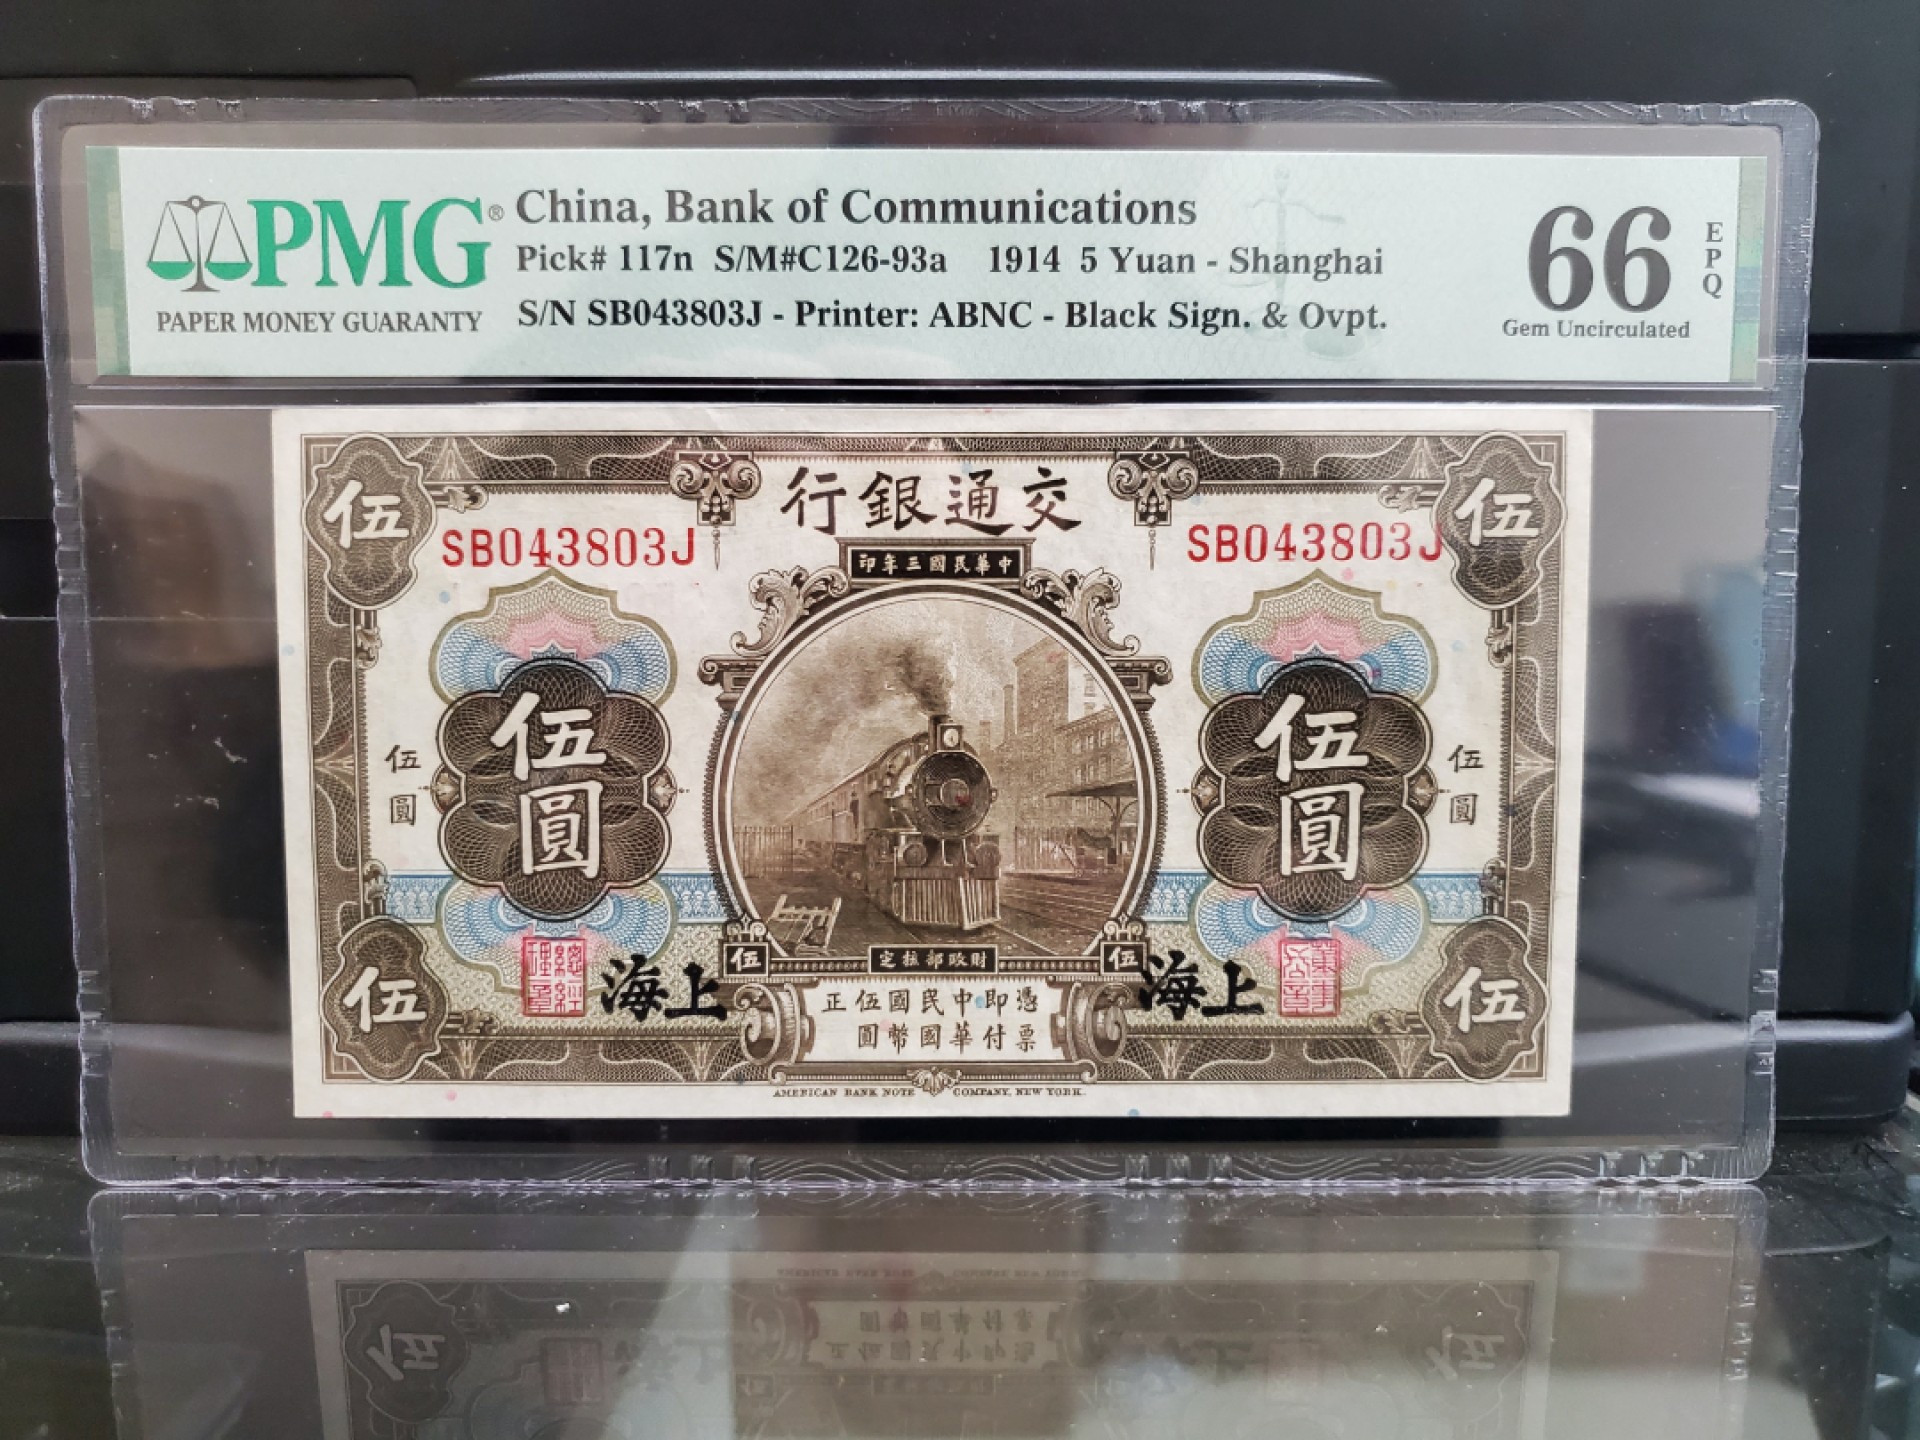 PMG®
PAPER MONEY GUARANTY
China, Bank of Communications
Pick# 117n S/M#C126-93a 1914 5 Yuan - Shanghai
S/N SB043803J - Printer: ABNC - Black Sign. & Ovpt.
66
EPQ
Gem Uncirculated
行銀通交
伍
伍
SB043803J
SB043803J
印年三國民華中
伍圓
伍圓
伍圓
伍圓
定核部政財
伍
伍
海上
海上
正伍國民中即憑
圓幣國華付票
伍
伍
AMERICAN BANK NOTE COMPANY, NEW YORK.